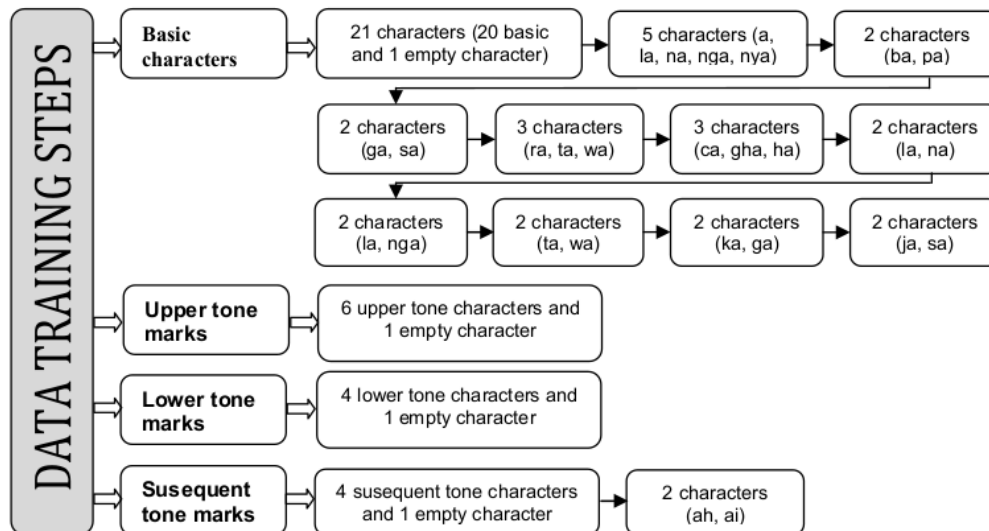 DATA TRAINING STEPS
Basic
characters
21 characters (20 basic
and 1 empty character)
5 characters (a,
la, na, nga, nya)
2 characters
(ba, pa)
2 characters
(ga, sa)
3 characters
(ra, ta, wa)
3 characters
(ca, gha, ha)
2 characters
(la, na)
2 characters
(la, nga)
2 characters
(ta, wa)
2 characters
(ka, ga)
2 characters
(ja, sa)
Upper tone
marks
6 upper tone characters and
1 empty character
Lower tone
marks
4 lower tone characters and
1 empty character
Susequent
tone marks
4 susequent tone characters
and 1 empty character
2 characters
(ah, ai)